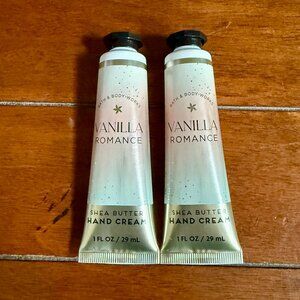 BATH & BODY WORKS
VANILLA
ROMANCE
SHEA BUTTER
HAND CREAM
1 FL OZ / 29 mL
BATH & BODY WORKS
VANILLA
ROMANCE
SHEA BUTTER
HAND CREAM
1 FL OZ / 29 mL